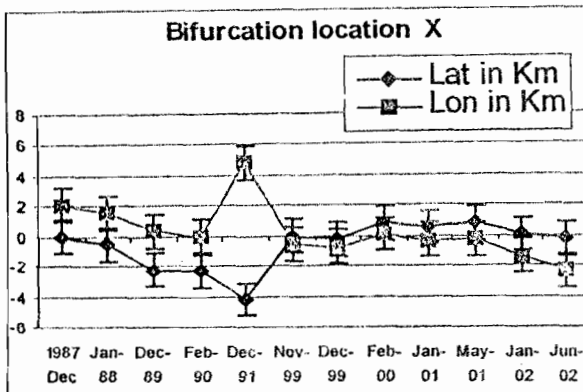 Bifurcation location X
Lat in Km
Lon in Km
8
6
4
2
0
-2
-4
-6
1987 Jan- Dec- Feb- Dec- Nov- Dec- Feb- Jan- May- Jan- Jun-
Dec 88 89 90 91 99 99 00 01 01 02 02